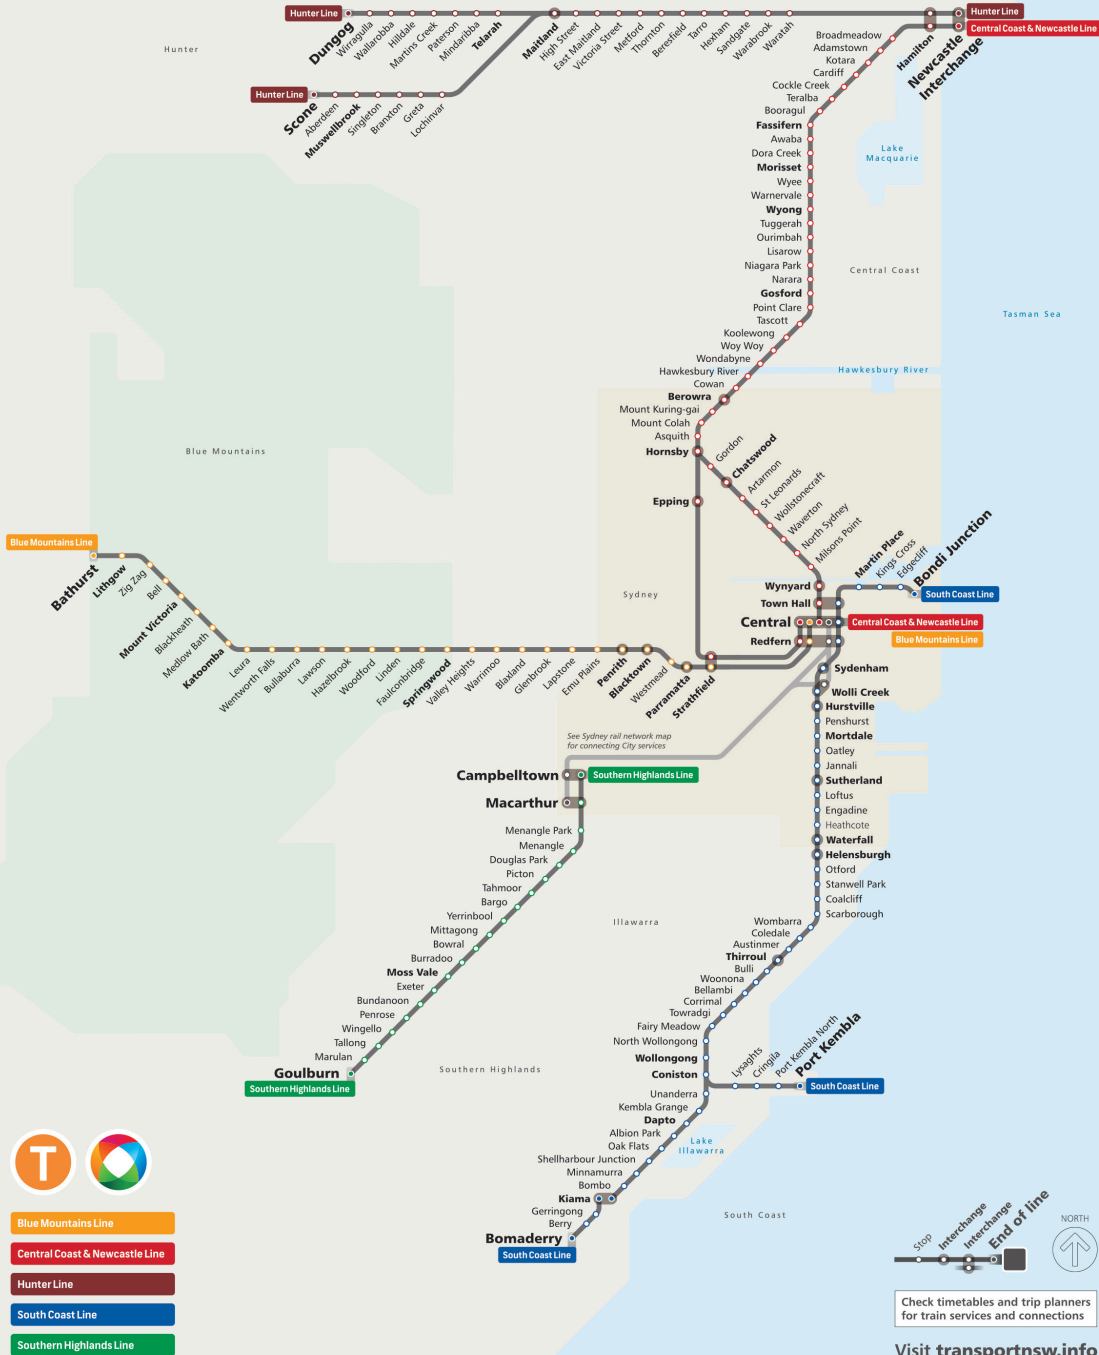 Hunter Line
Dungog
Wirragulla
Wallarobba
Hilldale
Martins Creek
Paterson
Mindaribba
Telarah
Maitland
High Street
East Maitland
Victoria Street
Metford
Thornton
Beresfield
Tarro
Hexham
Sandgate
Warabrook
Waratah
Hamilton
Newcastle
Interchange
Hunter Line
Central Coast & Newcastle Line
Hunter Line
Scone
Aberdeen
Muswellbrook
Singleton
Branxton
Greta
Lochinvar
Hunter
Broadmeadow
Adamstown
Kotara
Cardiff
Cockle Creek
Teralba
Booragul
Fassifern
Awaba
Dora Creek
Morisset
Wyee
Warnervale
Wyong
Tuggerah
Ourimbah
Lisarow
Niagara Park
Narara
Gosford
Point Clare
Tascott
Koolewong
Woy Woy
Wondabyne
Hawkesbury River
Cowan
Berowra
Mount Kuring-gai
Mount Colah
Asquith
Hornsby
Lake
Macquarie
Central Coast
Tasman Sea
Hawkesbury River
Gordon
Chatswood
Artarmon
St Leonards
Wollstonecraft
Waverton
North Sydney
Milsons Point
Epping
Wynyard
Town Hall
Central
Redfern
Martin Place
Kings Cross
Edgecliff
Bondi Junction
South Coast Line
Central Coast & Newcastle Line
Blue Mountains Line
Sydney
Blue Mountains
Blue Mountains Line
Bathurst
Lithgow
Zig Zag
Bell
Mount Victoria
Blackheath
Medlow Bath
Katoomba
Leura
Wentworth Falls
Bullaburra
Lawson
Hazelbrook
Woodford
Linden
Faulconbridge
Springwood
Valley Heights
Warrimoo
Blaxland
Glenbrook
Lapstone
Emu Plains
Penrith
Blacktown
Westmead
Parramatta
Strathfield
See Sydney rail network map
for connecting City services
Sydenham
Wolli Creek
Hurstville
Penshurst
Mortdale
Oatley
Jannali
Sutherland
Loftus
Engadine
Heathcote
Waterfall
Helensburgh
Otford
Stanwell Park
Coalcliff
Scarborough
Wombarra
Coledale
Austinmer
Thirroul
Bulli
Woonona
Bellambi
Corrimal
Towradgi
Fairy Meadow
North Wollongong
Wollongong
Coniston
Lysaghts
Cringila
Port Kembla North
Port Kembla
South Coast Line
Unanderra
Kembla Grange
Dapto
Albion Park
Oak Flats
Shellharbour Junction
Minnamurra
Bombo
Kiama
Gerringong
Berry
Bomaderry
South Coast Line
Lake
Illawarra
South Coast
Illawarra
Campbelltown
Southern Highlands Line
Macarthur
Menangle Park
Menangle
Douglas Park
Picton
Tahmoor
Bargo
Yerrinbool
Mittagong
Bowral
Burradoo
Moss Vale
Exeter
Bundanoon
Penrose
Wingello
Tallong
Marulan
Goulburn
Southern Highlands Line
Southern Highlands
T
Blue Mountains Line
Central Coast & Newcastle Line
Hunter Line
South Coast Line
Southern Highlands Line
Stop
Interchange
Interchange
End of line
NORTH
Check timetables and trip planners
for train services and connections
Visit transportnsw.info